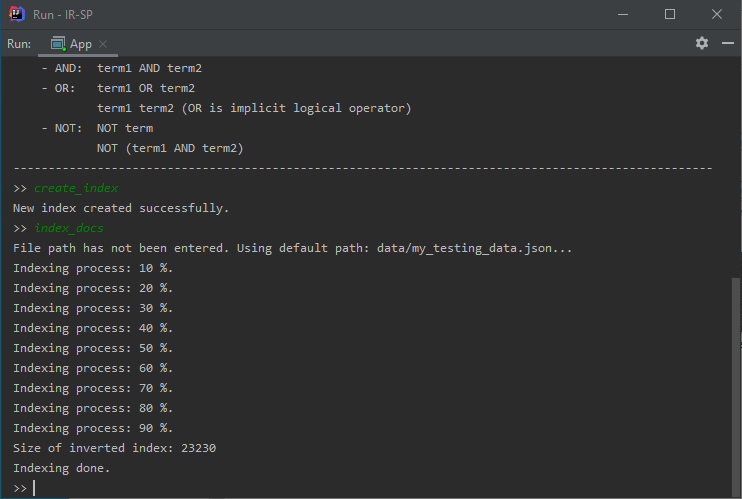 Run - IR-SP
Run: App
- AND: term1 AND term2
- OR: term1 OR term2
term1 term2 (OR is implicit logical operator)
- NOT: NOT term
NOT (term1 AND term2)
----------------------------------------------------------------------------------------------------
>> create_index
New index created successfully.
>> index_docs
File path has not been entered. Using default path: data/my_testing_data.json...
Indexing process: 10 %.
Indexing process: 20 %.
Indexing process: 30 %.
Indexing process: 40 %.
Indexing process: 50 %.
Indexing process: 60 %.
Indexing process: 70 %.
Indexing process: 80 %.
Indexing process: 90 %.
Size of inverted index: 23230
Indexing done.
>>